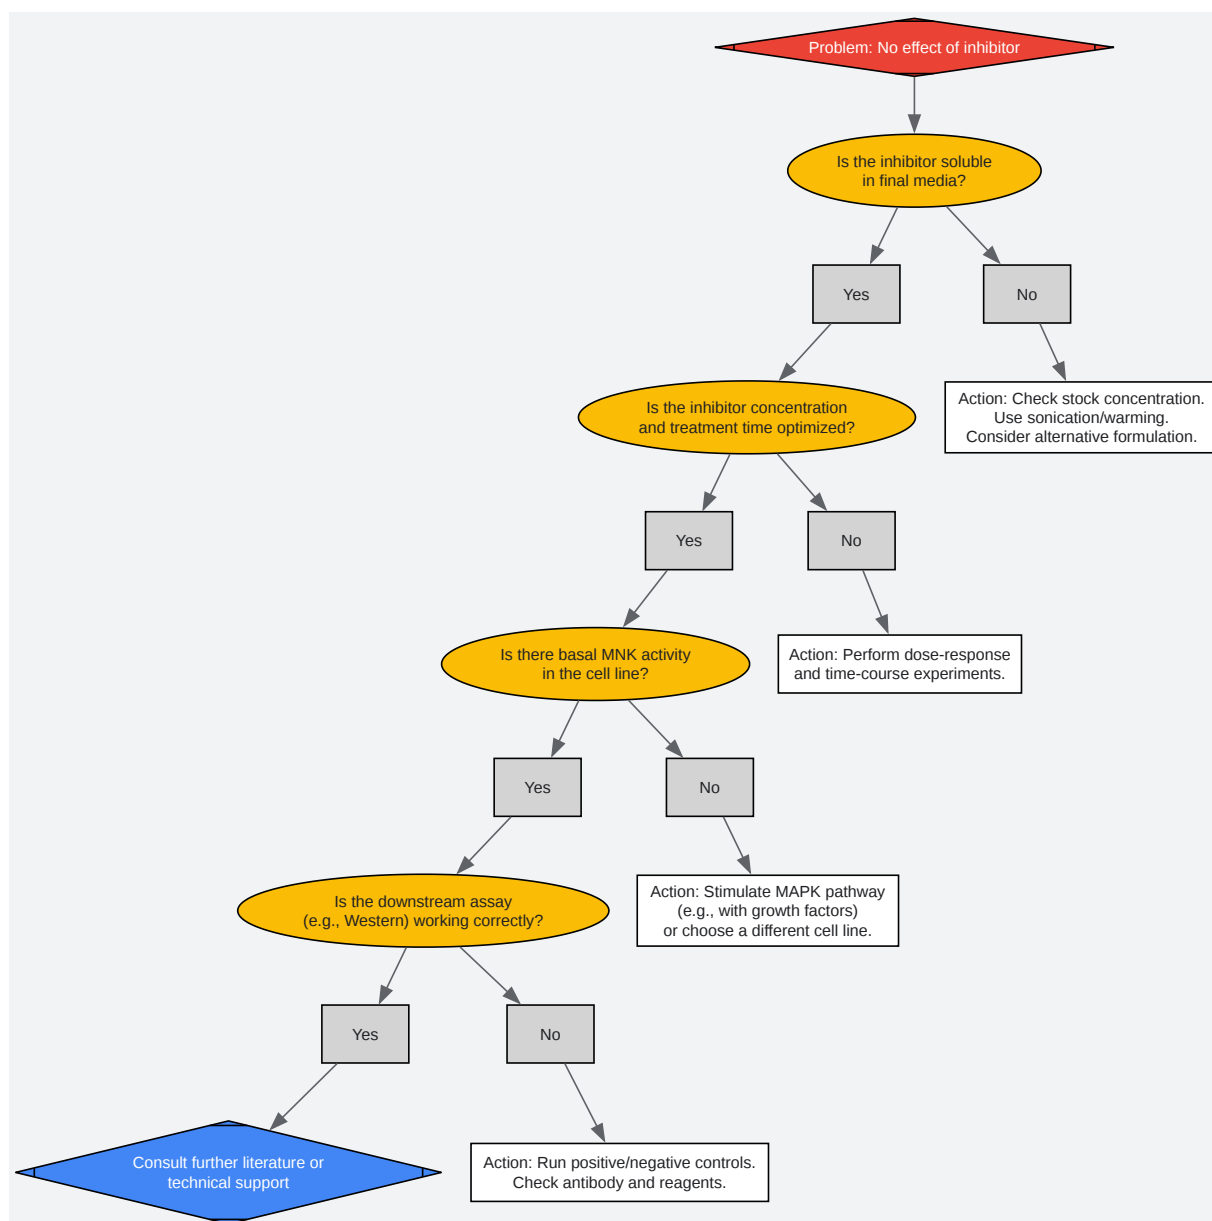 Problem: No effect of inhibitor
Is the inhibitor soluble
in final media?
Yes
No
Action: Check stock concentration.
Use sonication/warming.
Consider alternative formulation.
Is the inhibitor concentration
and treatment time optimized?
Yes
No
Action: Perform dose-response
and time-course experiments.
Is there basal MNK activity
in the cell line?
Yes
No
Action: Stimulate MAPK pathway
(e.g., with growth factors)
or choose a different cell line.
Is the downstream assay
(e.g., Western) working correctly?
Yes
No
Consult further literature or
technical support
Action: Run positive/negative controls.
Check antibody and reagents.